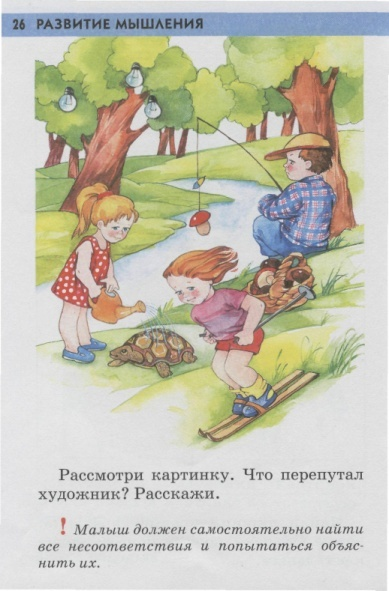 26 РАЗВИТИЕ МЫШЛЕНИЯ
Рассмотри картинку. Что перепутал
художник? Расскажи.
! Малыш должен самостоятельно найти
все несоответствия и попытаться объяс-
нить их.